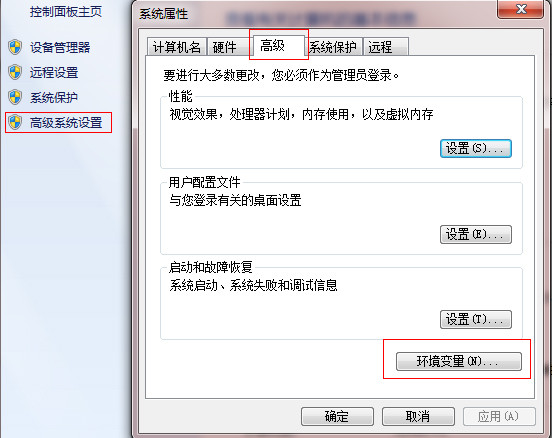 控制面板主页
设备管理器
远程设置
系统保护
高级系统设置
系统属性
计算机名 硬件 高级 系统保护 远程
要进行大多数更改，您必须作为管理员登录。
性能
视觉效果，处理器计划，内存使用，以及虚拟内存
设置(S)...
用户配置文件
与您登录有关的桌面设置
设置(E)...
启动和故障恢复
系统启动、系统失败和调试信息
设置(T)...
环境变量(N)...
确定 取消 应用(A)